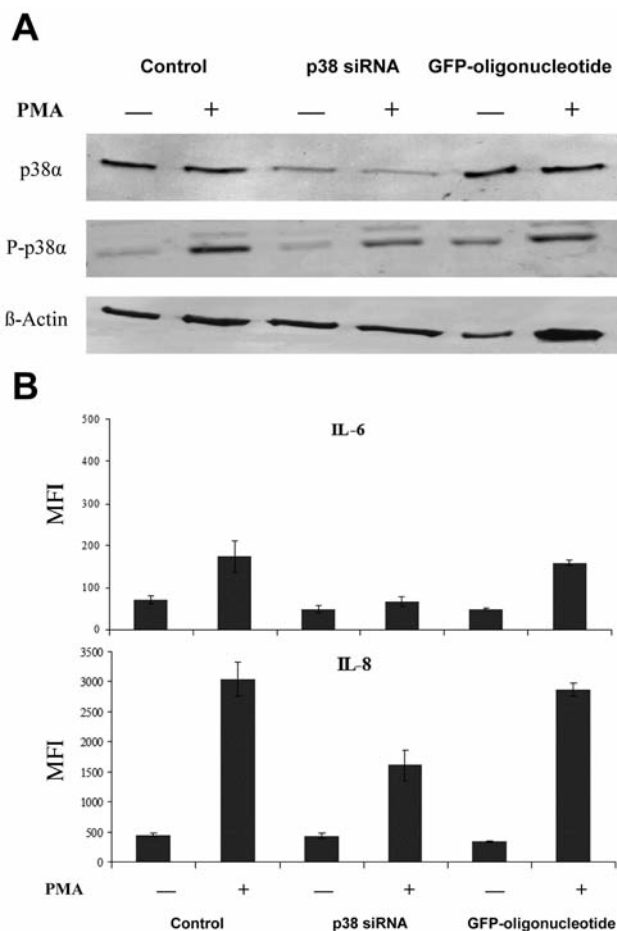 A
Control p38 siRNA GFP-oligonucleotide
PMA — + — + — +
p38α
P-p38α
ß-Actin
B
IL-6
500
400
300
200
100
0
MFI
IL-8
3500
3000
2500
2000
1500
1000
500
0
MFI
PMA — + — + — +
Control p38 siRNA GFP-oligonucleotide